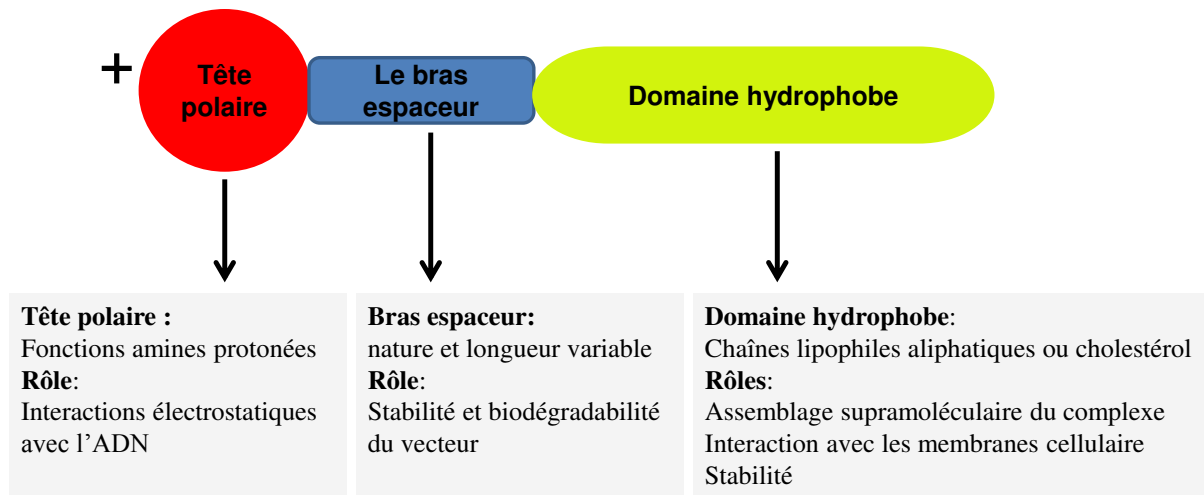 +
Tête
polaire
Le bras
espaceur
Domaine hydrophobe
Tête polaire :
Fonctions amines protonées
Rôle:
Interactions électrostatiques
avec l'ADN
Bras espaceur:
nature et longueur variable
Rôle:
Stabilité et biodégradabilité
du vecteur
Domaine hydrophobe:
Chaînes lipophiles aliphatiques ou cholestérol
Rôles:
Assemblage supramoléculaire du complexe
Interaction avec les membranes cellulaire
Stabilité